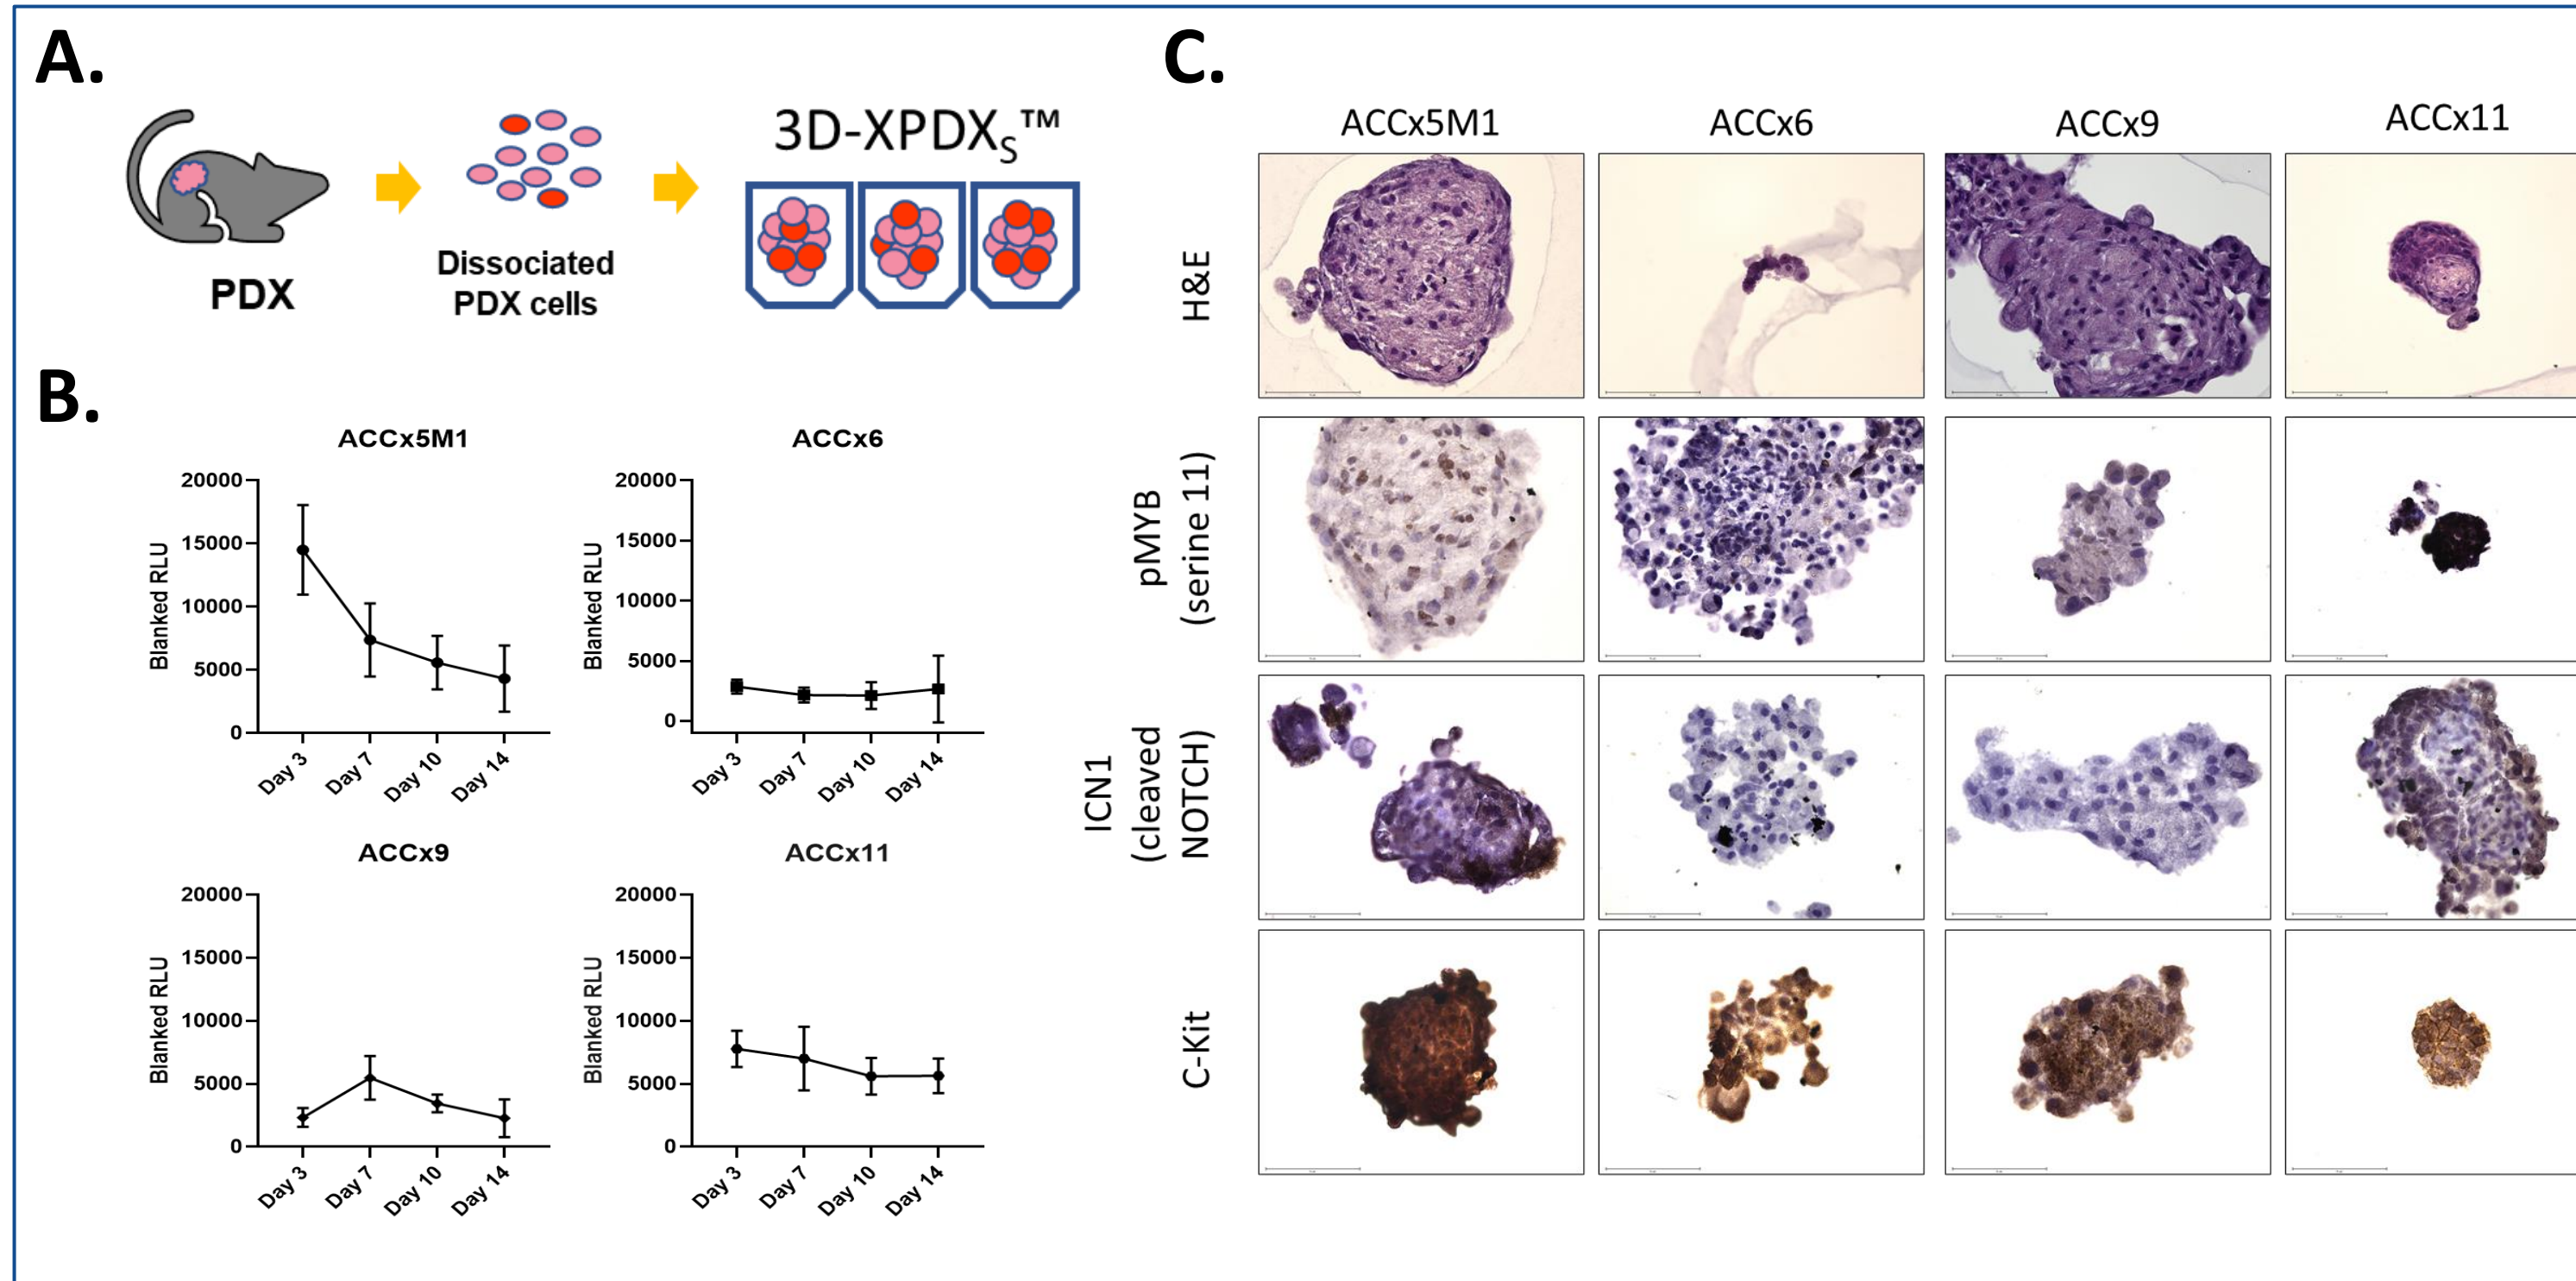 A.
PDX
Dissociated
PDX cells
3D-XPDXS™
B.
ACCx5M1
Blanked RLU
20000
15000
10000
5000
0
Day 3
Day 7
Day 10
Day 14
ACCx6
Blanked RLU
20000
15000
10000
5000
0
Day 3
Day 7
Day 10
Day 14
ACCx9
Blanked RLU
20000
15000
10000
5000
0
Day 3
Day 7
Day 10
Day 14
ACCx11
Blanked RLU
20000
15000
10000
5000
0
Day 3
Day 7
Day 10
Day 14
C.
ACCx5M1
ACCx6
ACCx9
ACCx11
H&E
pMYB
(serine 11)
ICN1
(cleaved
NOTCH)
C-Kit